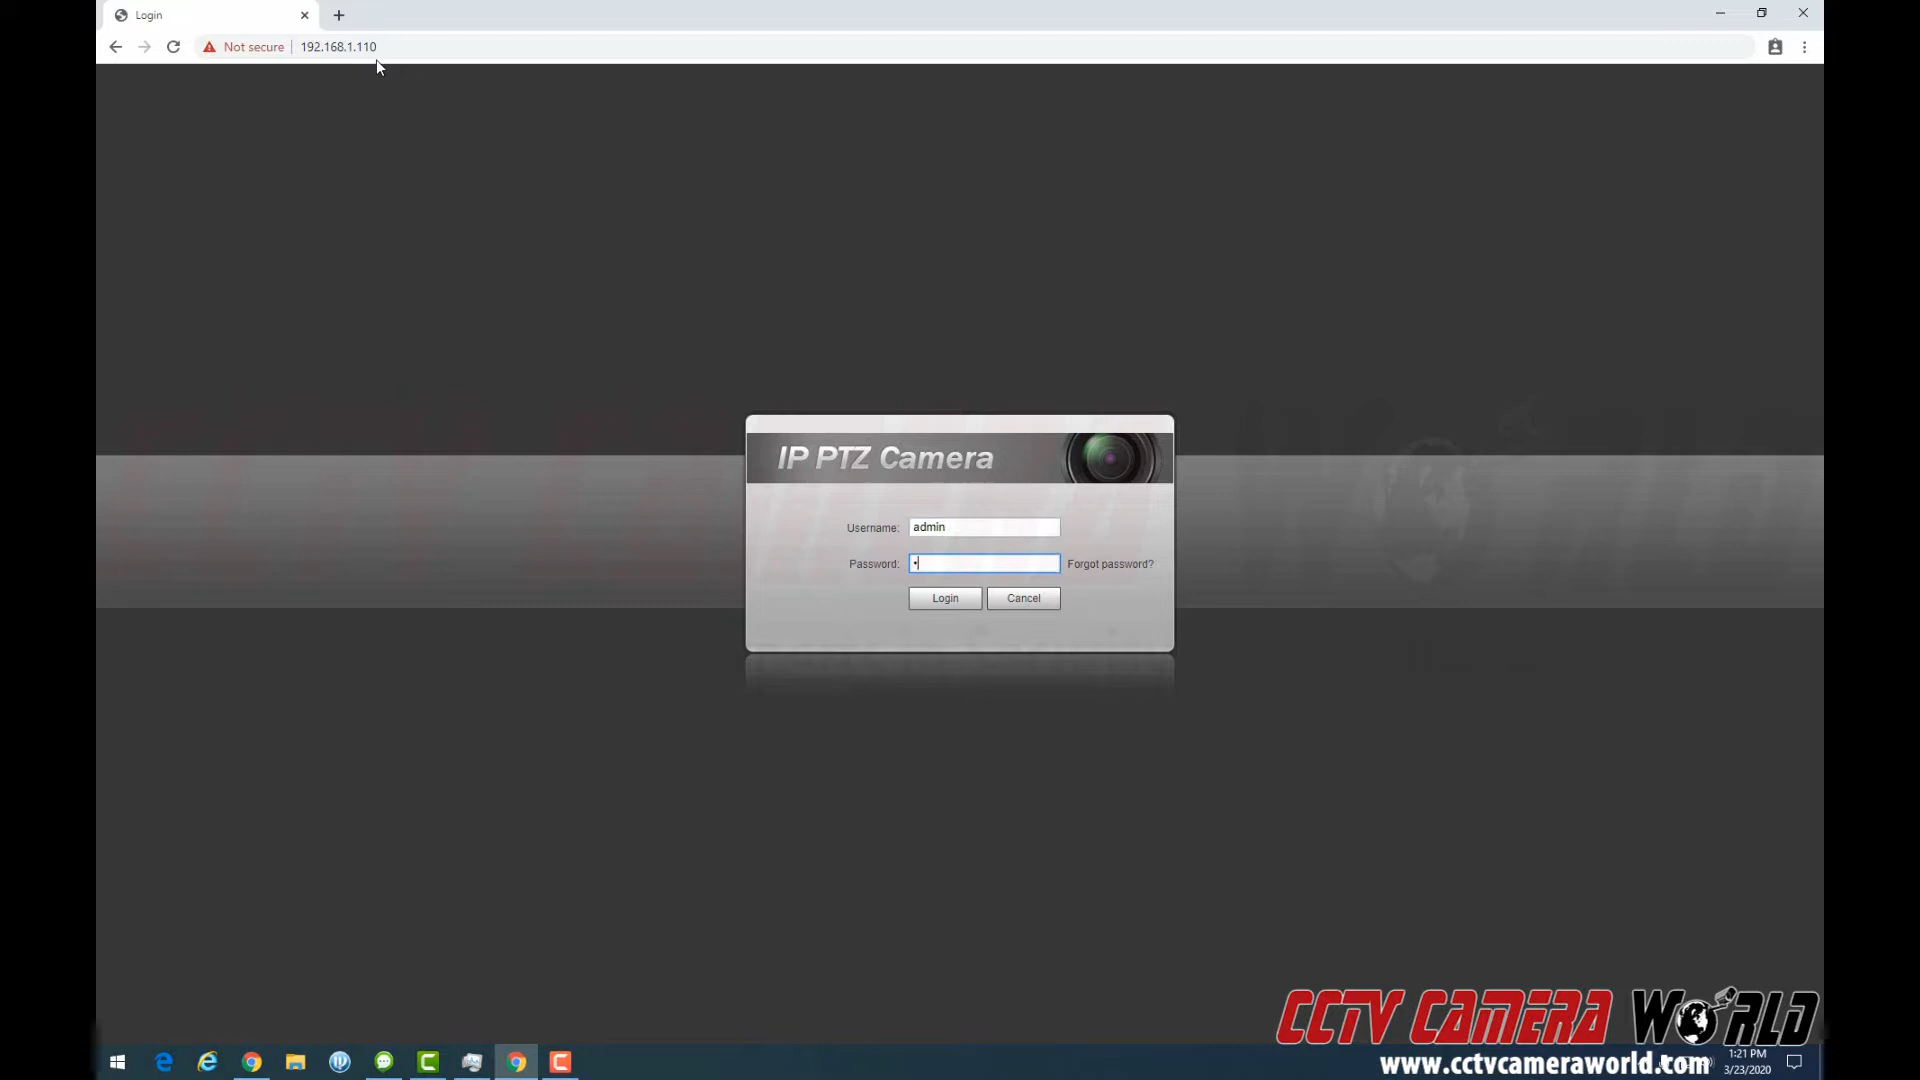 Login
Not secure 192.168.1.110
IP PTZ Camera
Username: admin
Password: • Forgot password?
Login Cancel
CCTV CAMERA WORLD
www.cctvcameraworld.com
1:21 PM
3/23/2020